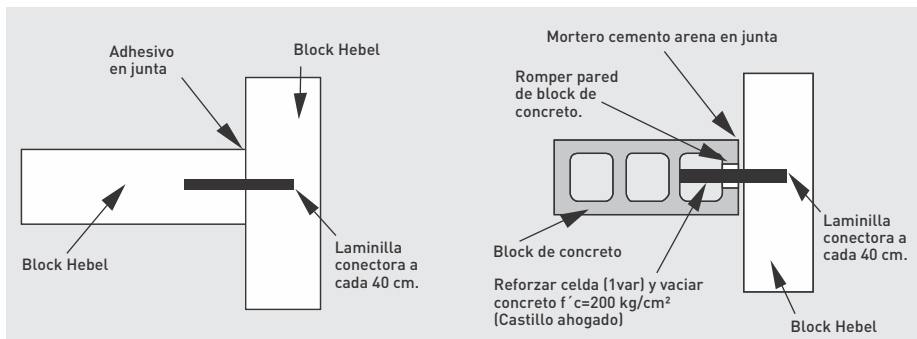 Adhesivo
en junta
Block Hebel
Block Hebel
Laminilla
conectora a
cada 40 cm.
Mortero cemento arena en junta
Romper pared
de block de
concreto.
Block de concreto
Reforzar celda (1var) y vaciar
concreto f´c=200 kg/cm²
(Castillo ahogado)
Laminilla
conectora a
cada 40 cm.
Block Hebel